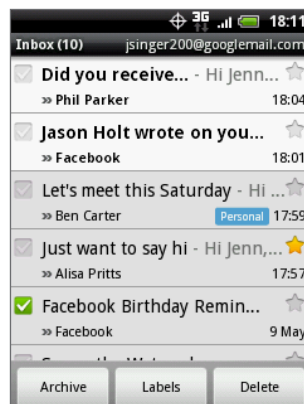 3G 18:11
Inbox (10) jsinger200@googlemail.com
Did you receive... - Hi Jenn...
» Phil Parker 18:04
Jason Holt wrote on you...
» Facebook 18:01
Let's meet this Saturday - Hi ...
» Ben Carter Personal 17:59
Just want to say hi - Hi Jenn,...
» Alisa Pritts 17:57
Facebook Birthday Remin...
» Facebook 9 May
Archive Labels Delete